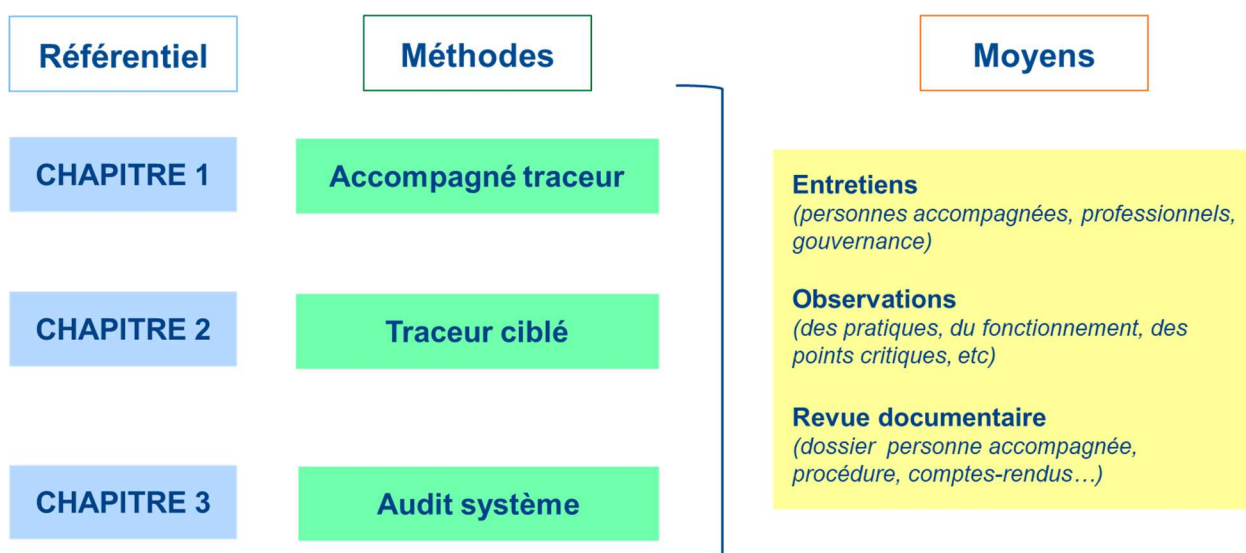 Référentiel
Méthodes
Moyens
CHAPITRE 1
Accompagné traceur
CHAPITRE 2
Traceur ciblé
CHAPITRE 3
Audit système
Entretiens
(personnes accompagnées, professionnels,
gouvernance)
Observations
(des pratiques, du fonctionnement, des
points critiques, etc)
Revue documentaire
(dossier personne accompagnée,
procédure, comptes-rendus…)